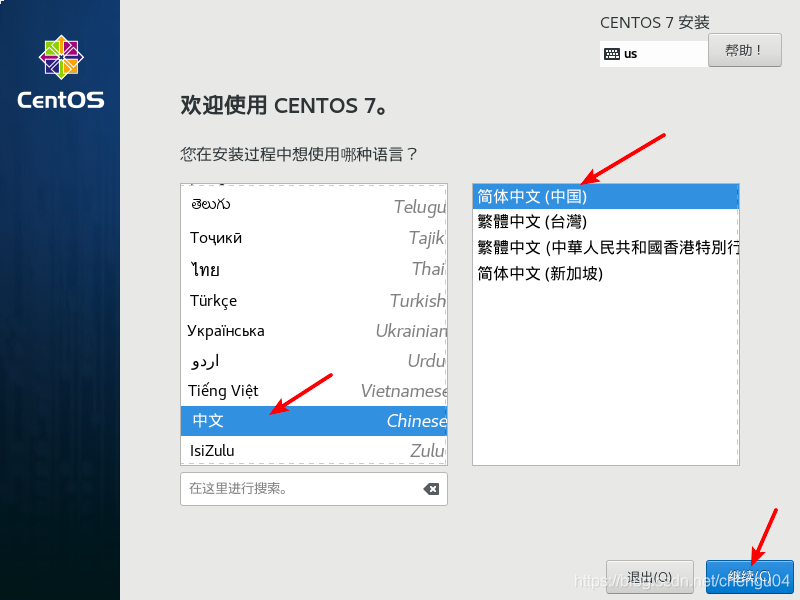 CentOS
CENTOS 7 安装
us
帮助！
欢迎使用 CENTOS 7。
您在安装过程中想使用哪种语言？
తెలుగు Telugu
Тоҷикӣ Tajik
ไทย Thai
Türkçe Turkish
Українська Ukrainian
اردو Urdu
Tiếng Việt Vietnamese
中文 Chinese
IsiZulu Zulu
简体中文 (中国)
繁體中文 (台灣)
繁體中文 (中華人民共和國香港特別行
简体中文 (新加坡)
在这里进行搜索。
退出(Q)
继续(C)
https://blog.csdn.net/chengu04